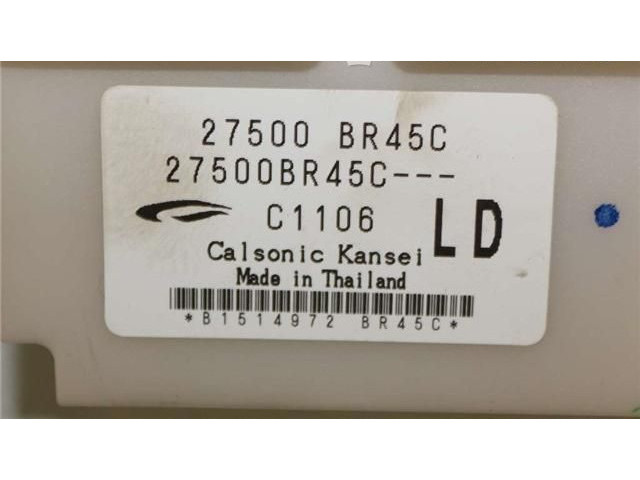 27500 BR45C
27500BR45C---
C1106 LD
Calsonic Kansei
Made in Thailand
*B1514972 BR45C*